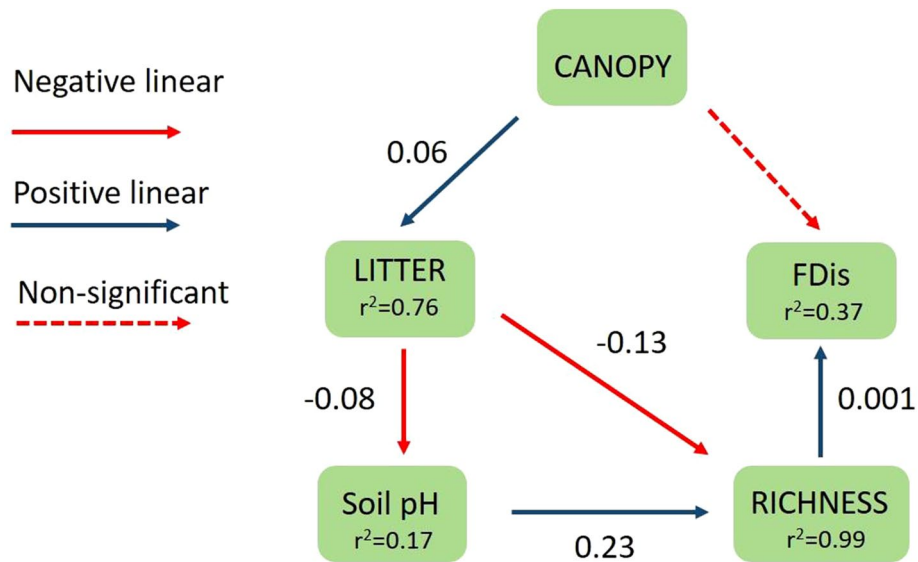 CANOPY
Negative linear
0.06
Positive linear
LITTER
r²=0.76
FDis
r²=0.37
Non-significant
-0.13
-0.08
0.001
Soil pH
r²=0.17
RICHNESS
r²=0.99
0.23